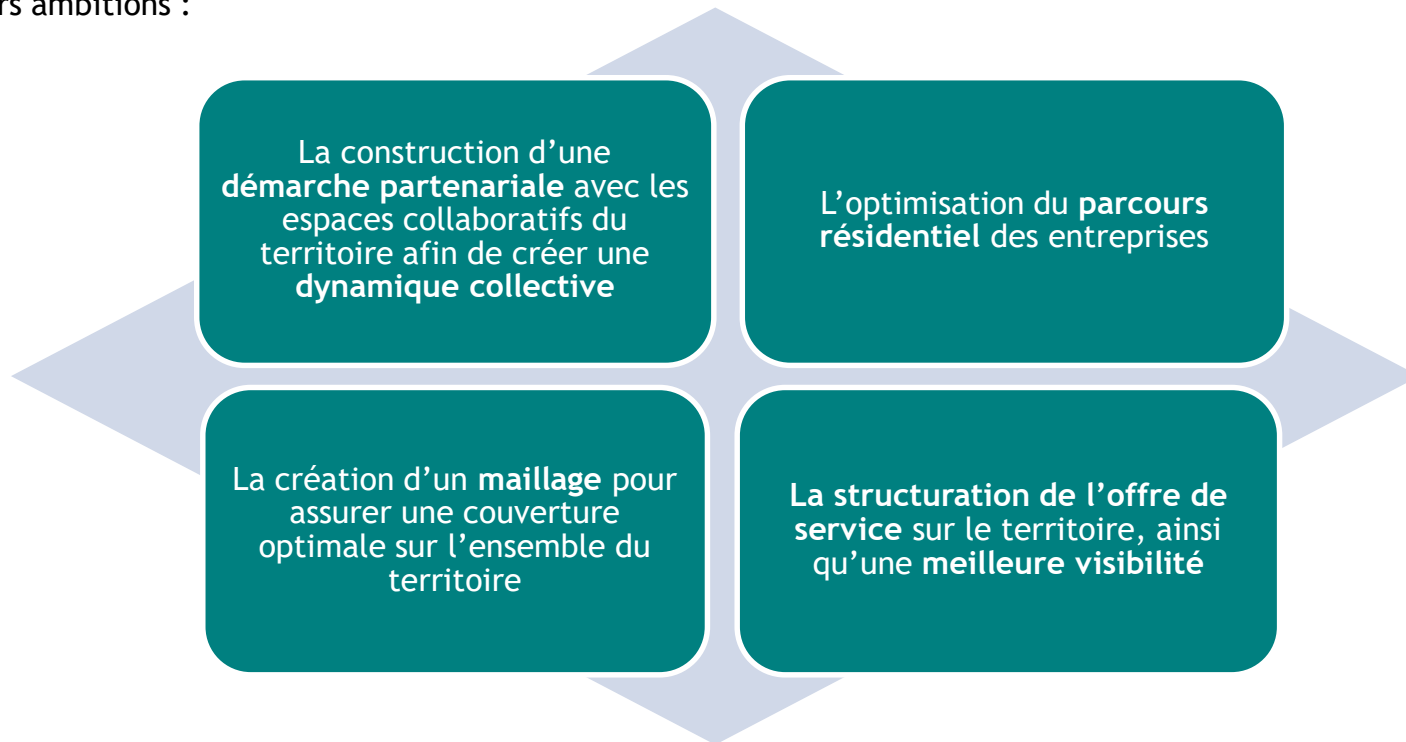 ambitions :
La construction d’une
démarche partenariale avec les
espaces collaboratifs du
territoire afin de créer une
dynamique collective
L’optimisation du parcours
résidentiel des entreprises
La création d’un maillage pour
assurer une couverture
optimale sur l’ensemble du
territoire
La structuration de l’offre de
service sur le territoire, ainsi
qu’une meilleure visibilité